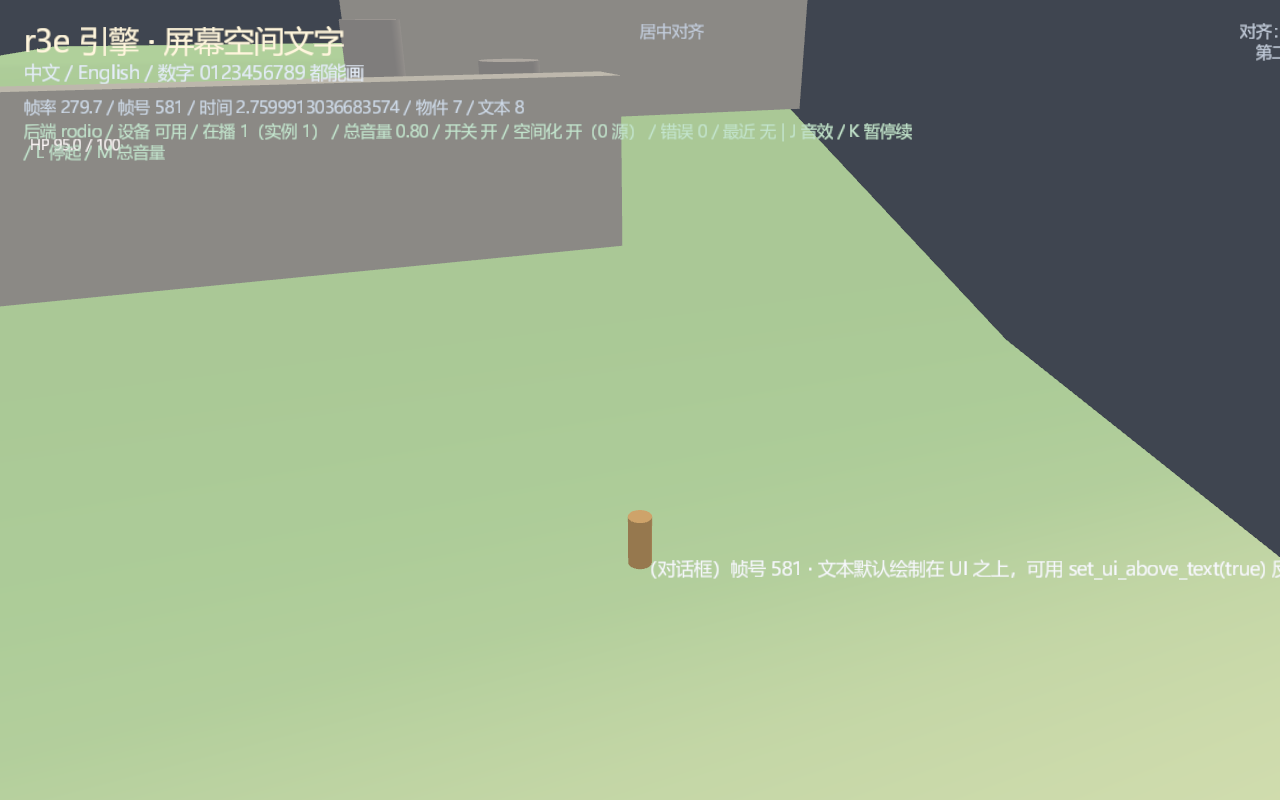 r3e 引擎 · 屏幕空间文字
居中对齐
对齐:
第二
中文 / English / 数字 0123456789 都能画
帧率 279.7 / 帧号 581 / 时间 2.7599913036683574 / 物件 7 / 文本 8
后端 rodio / 设备 可用 / 在播 1（实例 1） / 总音量 0.80 / 开关 开 / 空间化 开（0 源） / 错误 0 / 最近 无 | J 音效 / K 暂停续
/ L 停起 / M 总音量
HP 95.0 / 100
（对话框）帧号 581 · 文本默认绘制在 UI 之上，可用 set_ui_above_text(true)